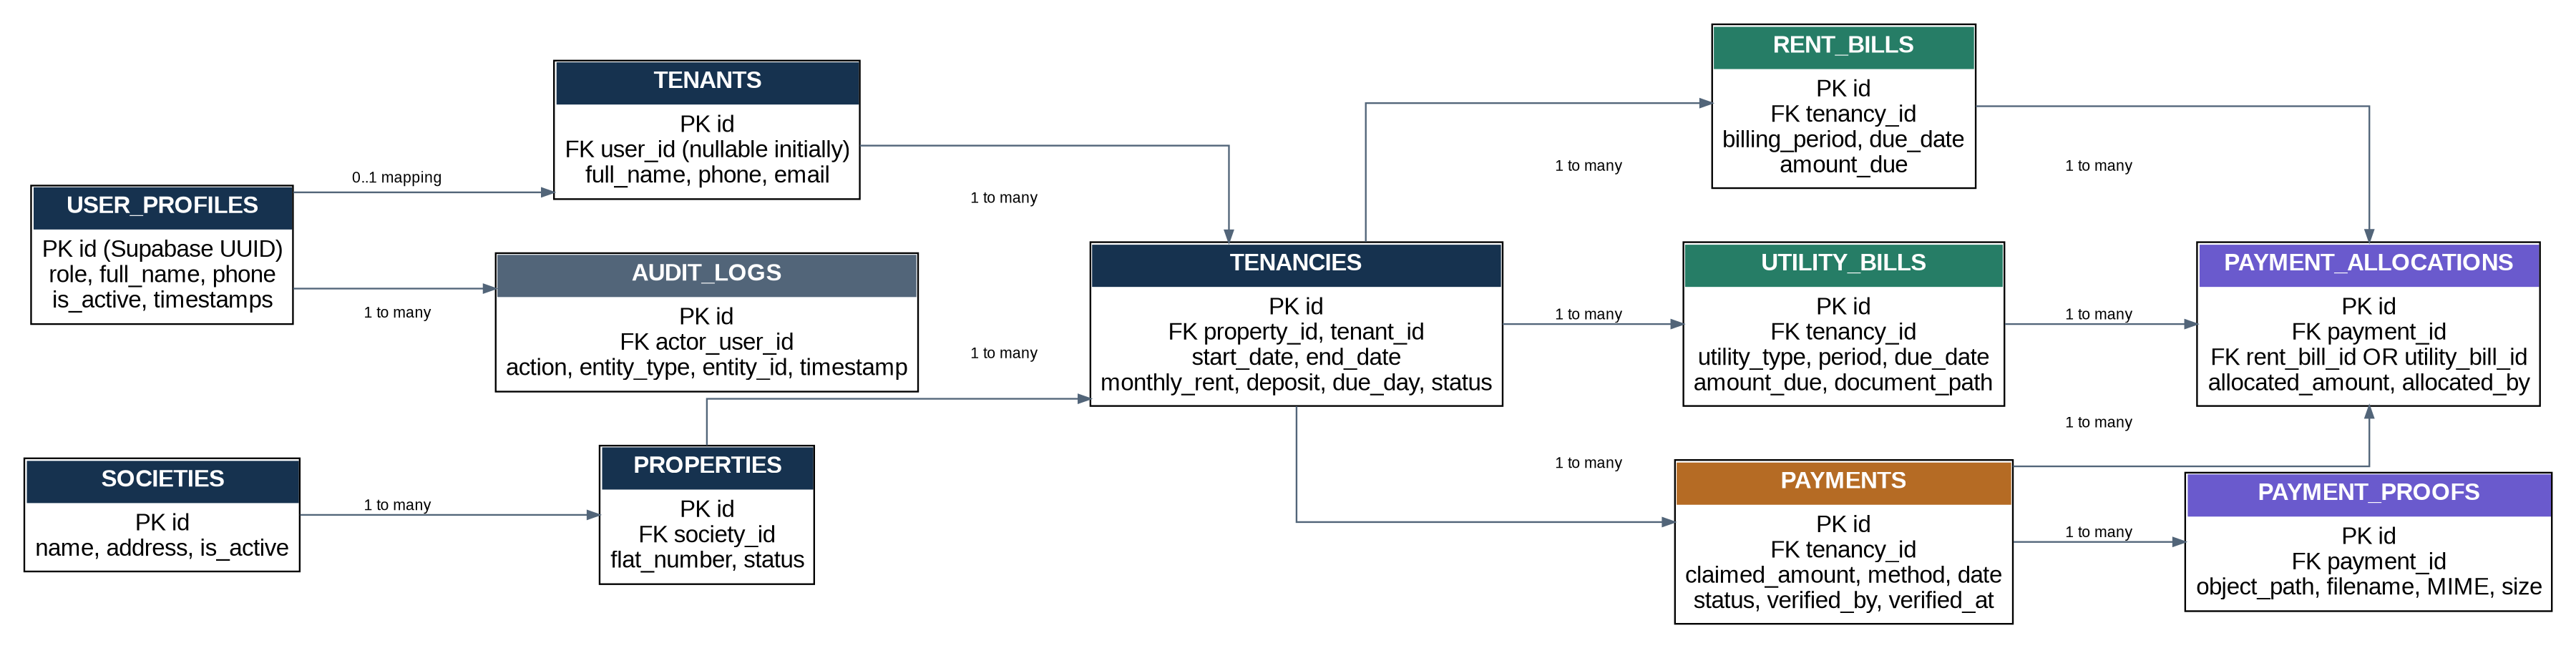 USER_PROFILES
PK id (Supabase UUID)
role, full_name, phone
is_active, timestamps
SOCIETIES
PK id
name, address, is_active
0..1 mapping
1 to many
1 to many
TENANTS
PK id
FK user_id (nullable initially)
full_name, phone, email
AUDIT_LOGS
PK id
FK actor_user_id
action, entity_type, entity_id, timestamp
PROPERTIES
PK id
FK society_id
flat_number, status
1 to many
1 to many
TENANCIES
PK id
FK property_id, tenant_id
start_date, end_date
monthly_rent, deposit, due_day, status
1 to many
1 to many
1 to many
RENT_BILLS
PK id
FK tenancy_id
billing_period, due_date
amount_due
UTILITY_BILLS
PK id
FK tenancy_id
utility_type, period, due_date
amount_due, document_path
PAYMENTS
PK id
FK tenancy_id
claimed_amount, method, date
status, verified_by, verified_at
1 to many
1 to many
1 to many
1 to many
PAYMENT_ALLOCATIONS
PK id
FK payment_id
FK rent_bill_id OR utility_bill_id
allocated_amount, allocated_by
PAYMENT_PROOFS
PK id
FK payment_id
object_path, filename, MIME, size